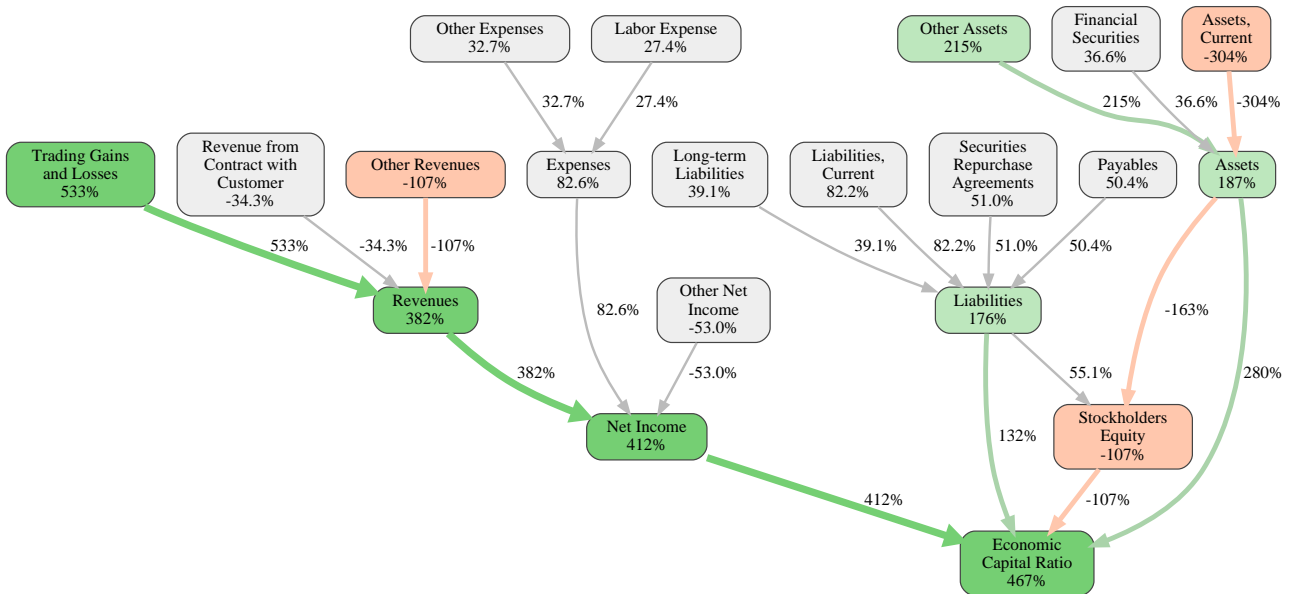 Other Expenses
32.7%
Labor Expense
27.4%
Other Assets
215%
Financial
Securities
36.6%
Assets,
Current
-304%
32.7%
27.4%
215%
36.6%
-304%
Trading Gains
and Losses
533%
Revenue from
Contract with
Customer
-34.3%
Other Revenues
-107%
Expenses
82.6%
Long-term
Liabilities
39.1%
Liabilities,
Current
82.2%
Securities
Repurchase
Agreements
51.0%
Payables
50.4%
Assets
187%
533%
-34.3%
-107%
39.1%
82.2%
51.0%
50.4%
Revenues
382%
82.6%
Other Net
Income
-53.0%
Liabilities
176%
-163%
382%
-53.0%
55.1%
280%
Net Income
412%
132%
Stockholders
Equity
-107%
412%
-107%
Economic
Capital Ratio
467%